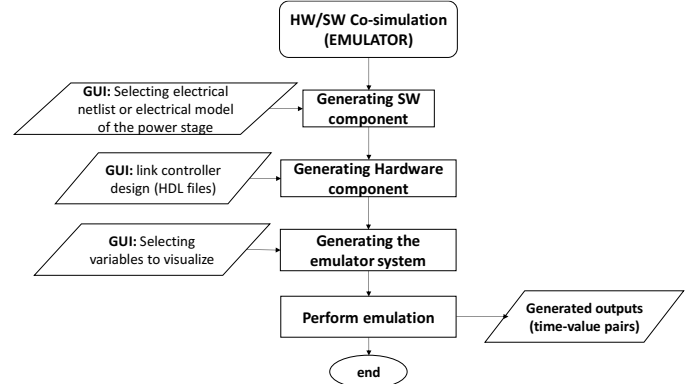 HW/SW Co-simulation
(EMULATOR)
GUI: Selecting electrical
netlist or electrical model
of the power stage
Generating SW
component
GUI: link controller
design (HDL files)
Generating Hardware
component
GUI: Selecting
variables to visualize
Generating the
emulator system
Perform emulation
Generated outputs
(time-value pairs)
end